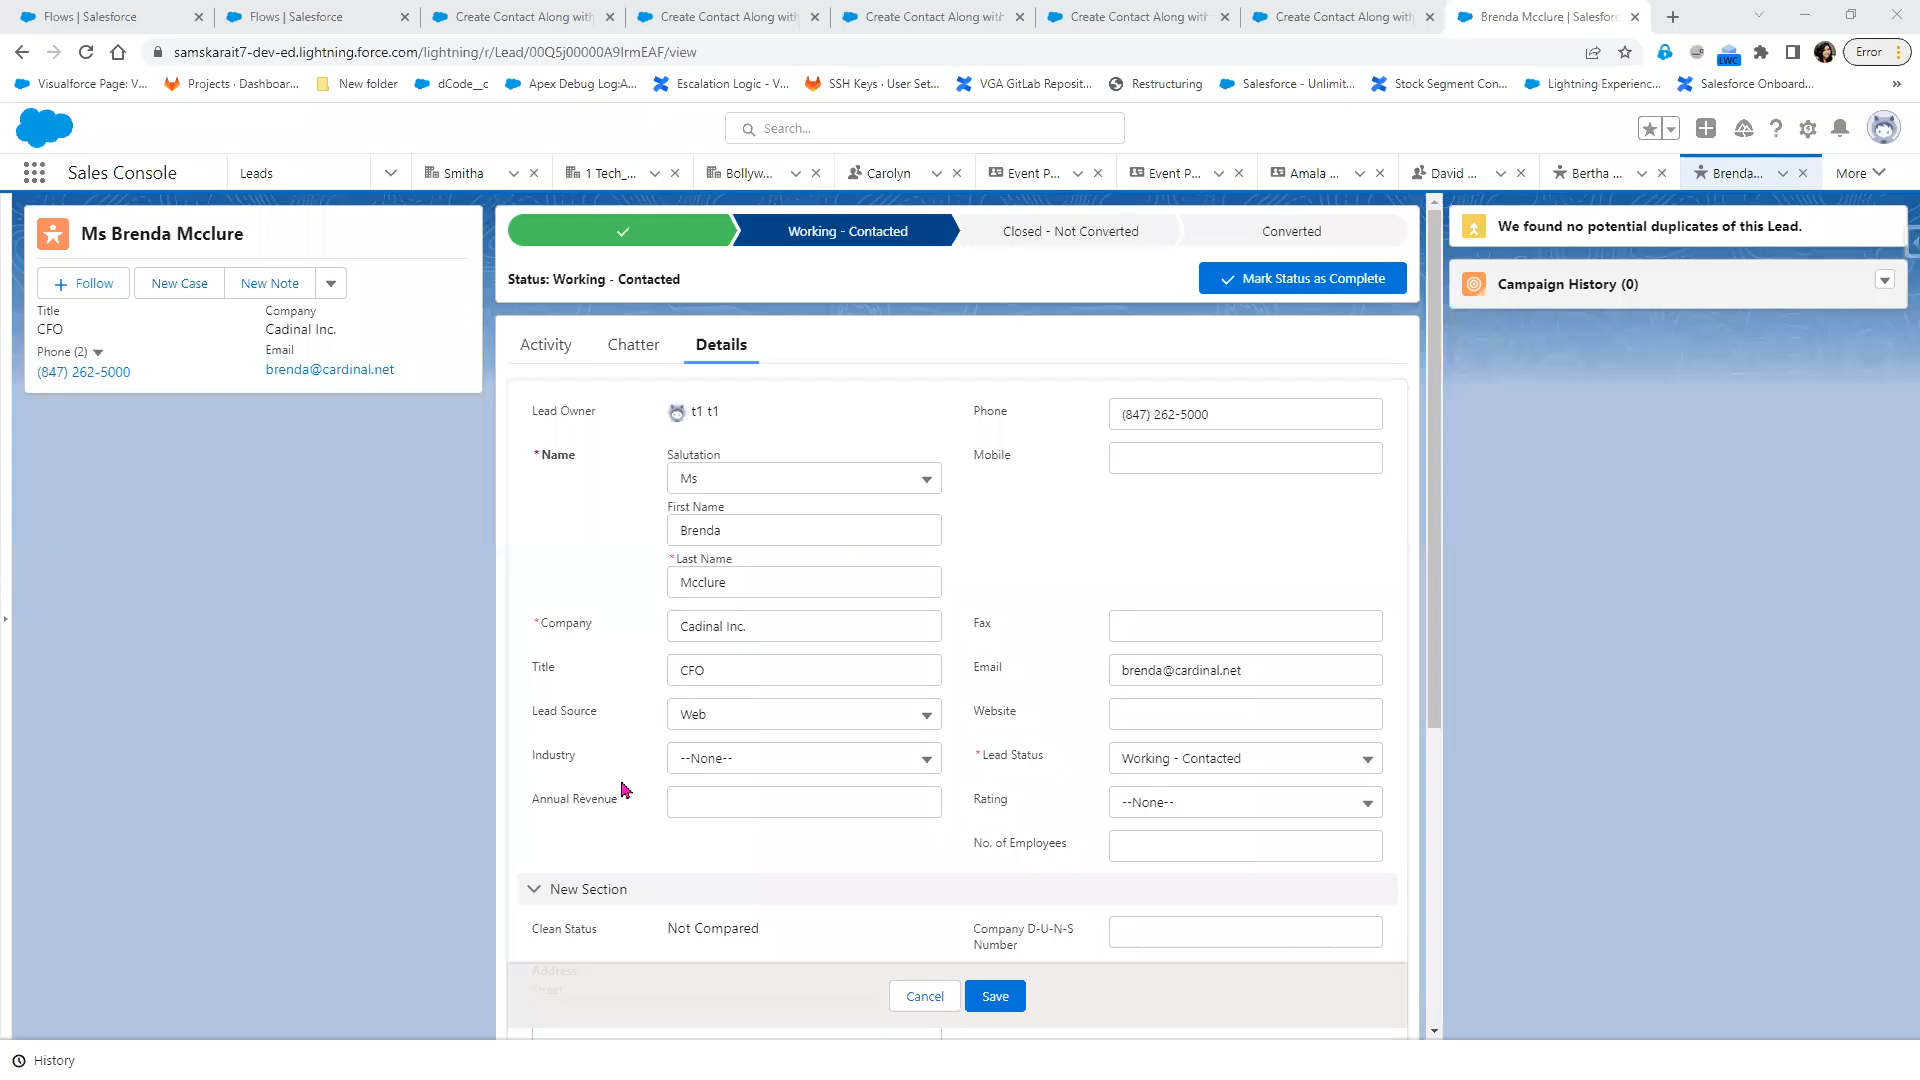 Flows | Salesforce
Flows | Salesforce
Create Contact Along with
Create Contact Along with
Create Contact Along with
Create Contact Along with
Create Contact Along with
Brenda Mcclure | Salesforc
samskarait7-dev-ed.lightning.force.com/lightning/r/Lead/00Q5j00000A9IrmEAF/view
LWC
Error
Visualforce Page: V...
Projects · Dashboar...
New folder
dCode__c
Apex Debug Log:A...
Escalation Logic - V...
SSH Keys · User Set...
VGA GitLab Reposit...
Restructuring
Salesforce - Unlimit...
Stock Segment Con...
Lightning Experienc...
Salesforce Onboard...
»
Search...
Sales Console
Leads
Smitha
1 Tech_...
Bollyw...
Carolyn
Event P...
Event P...
Amala ...
David ...
Bertha ...
Brenda...
More
Ms Brenda Mcclure
+ Follow
New Case
New Note
Title
CFO
Company
Cadinal Inc.
Phone (2)
(847) 262-5000
Email
brenda@cardinal.net
Working - Contacted
Closed - Not Converted
Converted
Status: Working - Contacted
Mark Status as Complete
We found no potential duplicates of this Lead.
Campaign History (0)
Activity
Chatter
Details
Lead Owner
t1 t1
Phone
(847) 262-5000
*Name
Salutation
Ms
Mobile
First Name
Brenda
*Last Name
Mcclure
*Company
Cadinal Inc.
Fax
Title
CFO
Email
brenda@cardinal.net
Lead Source
Web
Website
Industry
--None--
*Lead Status
Working - Contacted
Annual Revenue
Rating
--None--
No. of Employees
New Section
Clean Status
Not Compared
Company D-U-N-S
Number
Address
Street
Cancel
Save
History